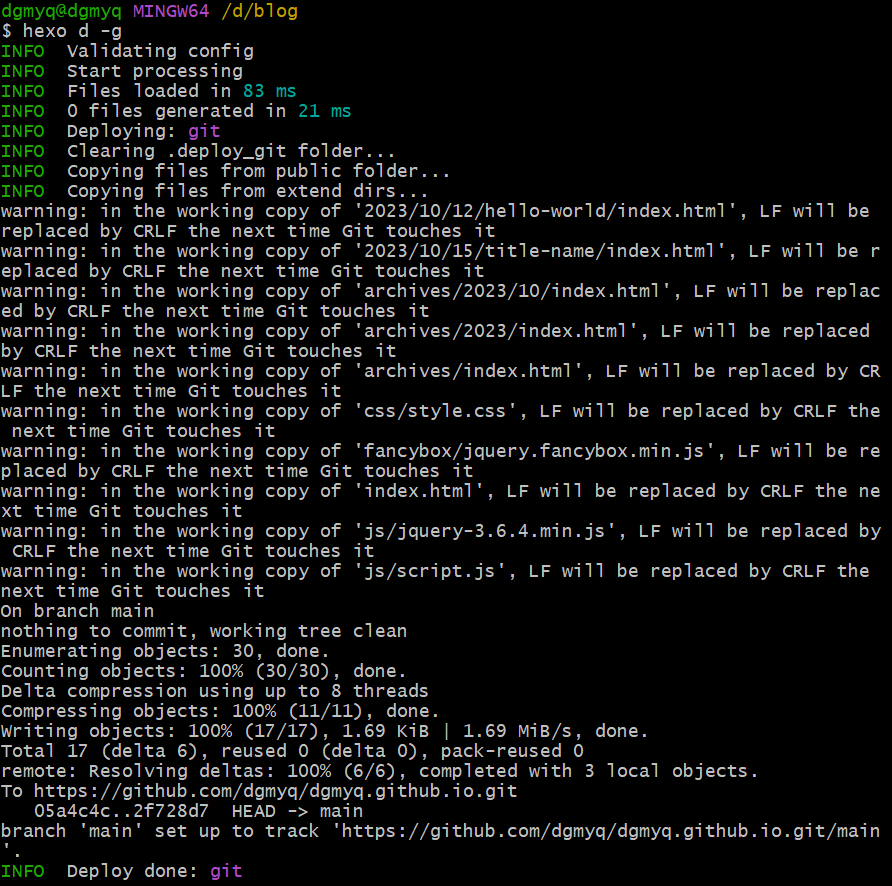 dgmyq@dgmyq MINGW64 /d/blog
$ hexo d -g
INFO  Validating config
INFO  Start processing
INFO  Files loaded in 83 ms
INFO  0 files generated in 21 ms
INFO  Deploying: git
INFO  Clearing .deploy_git folder...
INFO  Copying files from public folder...
INFO  Copying files from extend dirs...
warning: in the working copy of '2023/10/12/hello-world/index.html', LF will be
replaced by CRLF the next time Git touches it
warning: in the working copy of '2023/10/15/title-name/index.html', LF will be r
eplaced by CRLF the next time Git touches it
warning: in the working copy of 'archives/2023/10/index.html', LF will be replac
ed by CRLF the next time Git touches it
warning: in the working copy of 'archives/2023/index.html', LF will be replaced
by CRLF the next time Git touches it
warning: in the working copy of 'archives/index.html', LF will be replaced by CR
LF the next time Git touches it
warning: in the working copy of 'css/style.css', LF will be replaced by CRLF the
 next time Git touches it
warning: in the working copy of 'fancybox/jquery.fancybox.min.js', LF will be re
placed by CRLF the next time Git touches it
warning: in the working copy of 'index.html', LF will be replaced by CRLF the ne
xt time Git touches it
warning: in the working copy of 'js/jquery-3.6.4.min.js', LF will be replaced by
 CRLF the next time Git touches it
warning: in the working copy of 'js/script.js', LF will be replaced by CRLF the
next time Git touches it
On branch main
nothing to commit, working tree clean
Enumerating objects: 30, done.
Counting objects: 100% (30/30), done.
Delta compression using up to 8 threads
Compressing objects: 100% (11/11), done.
Writing objects: 100% (17/17), 1.69 KiB | 1.69 MiB/s, done.
Total 17 (delta 6), reused 0 (delta 0), pack-reused 0
remote: Resolving deltas: 100% (6/6), completed with 3 local objects.
To https://github.com/dgmyq/dgmyq.github.io.git
   05a4c4c..2f728d7  HEAD -> main
branch 'main' set up to track 'https://github.com/dgmyq/dgmyq.github.io.git/main
'.
INFO  Deploy done: git